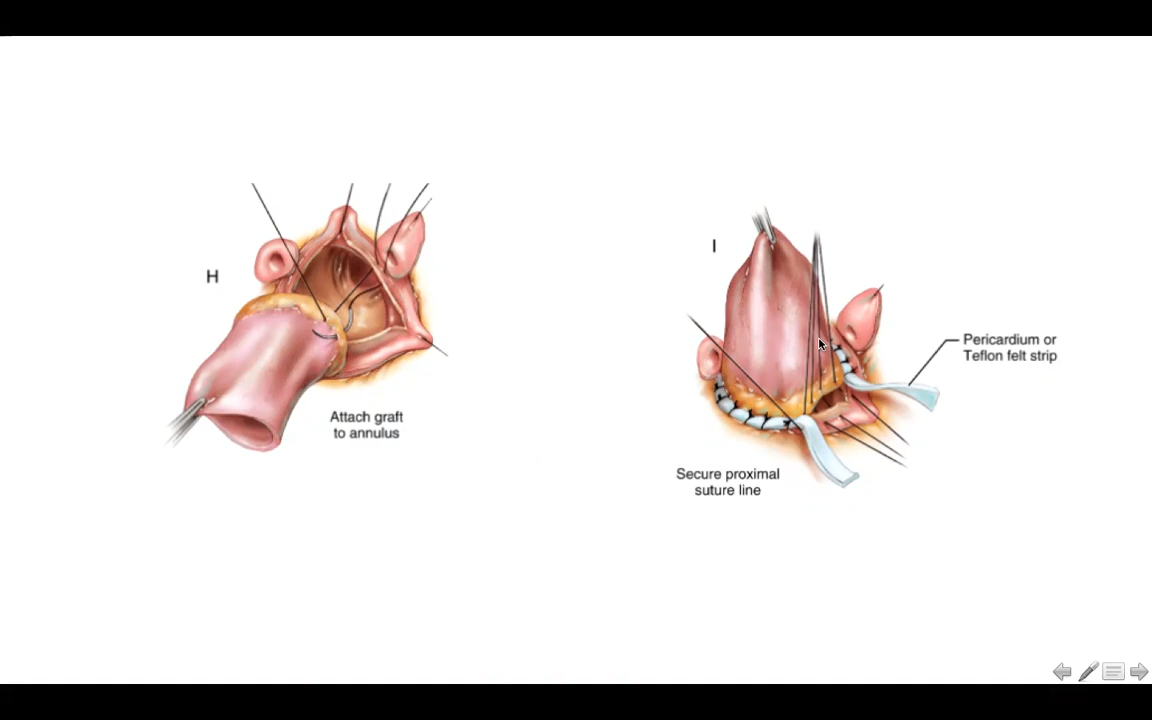 H
Attach graft
to annulus
I
Pericardium or
Teflon felt strip
Secure proximal
suture line